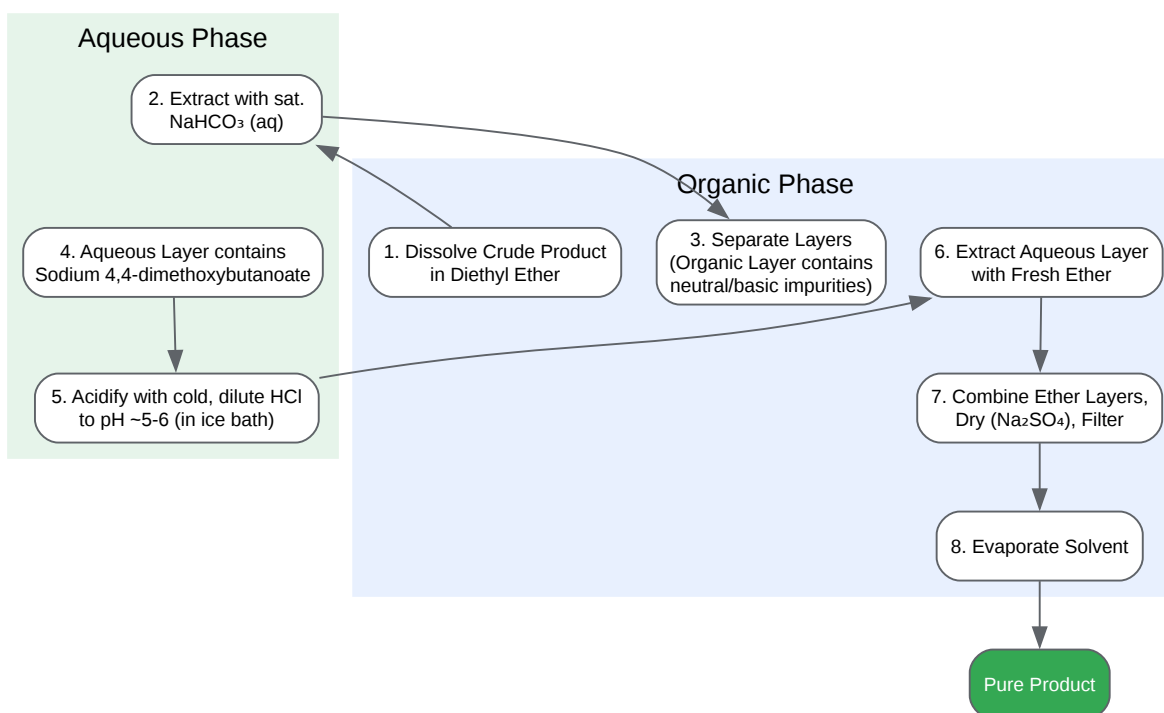 Aqueous Phase
2. Extract with sat.
NaHCO₃ (aq)
Organic Phase
4. Aqueous Layer contains
Sodium 4,4-dimethoxybutanoate
1. Dissolve Crude Product
in Diethyl Ether
3. Separate Layers
(Organic Layer contains
neutral/basic impurities)
6. Extract Aqueous Layer
with Fresh Ether
5. Acidify with cold, dilute HCl
to pH ~5-6 (in ice bath)
7. Combine Ether Layers,
Dry (Na₂SO₄), Filter
8. Evaporate Solvent
Pure Product